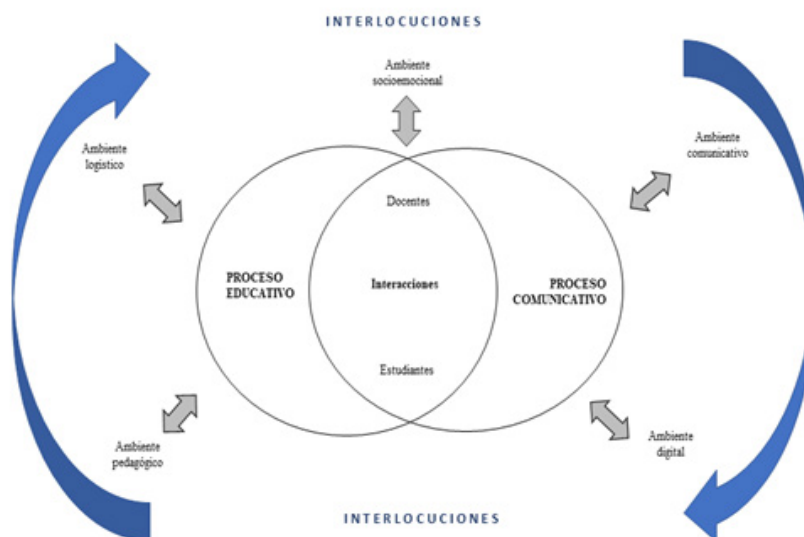 INTERLOCUCIONES
Ambiente
socioemocional
Ambiente
logístico
Ambiente
comunicativo
Docentes
PROCESO
EDUCATIVO
Interacciones
PROCESO
COMUNICATIVO
Estudiantes
Ambiente
pedagógico
Ambiente
digital
INTERLOCUCIONES